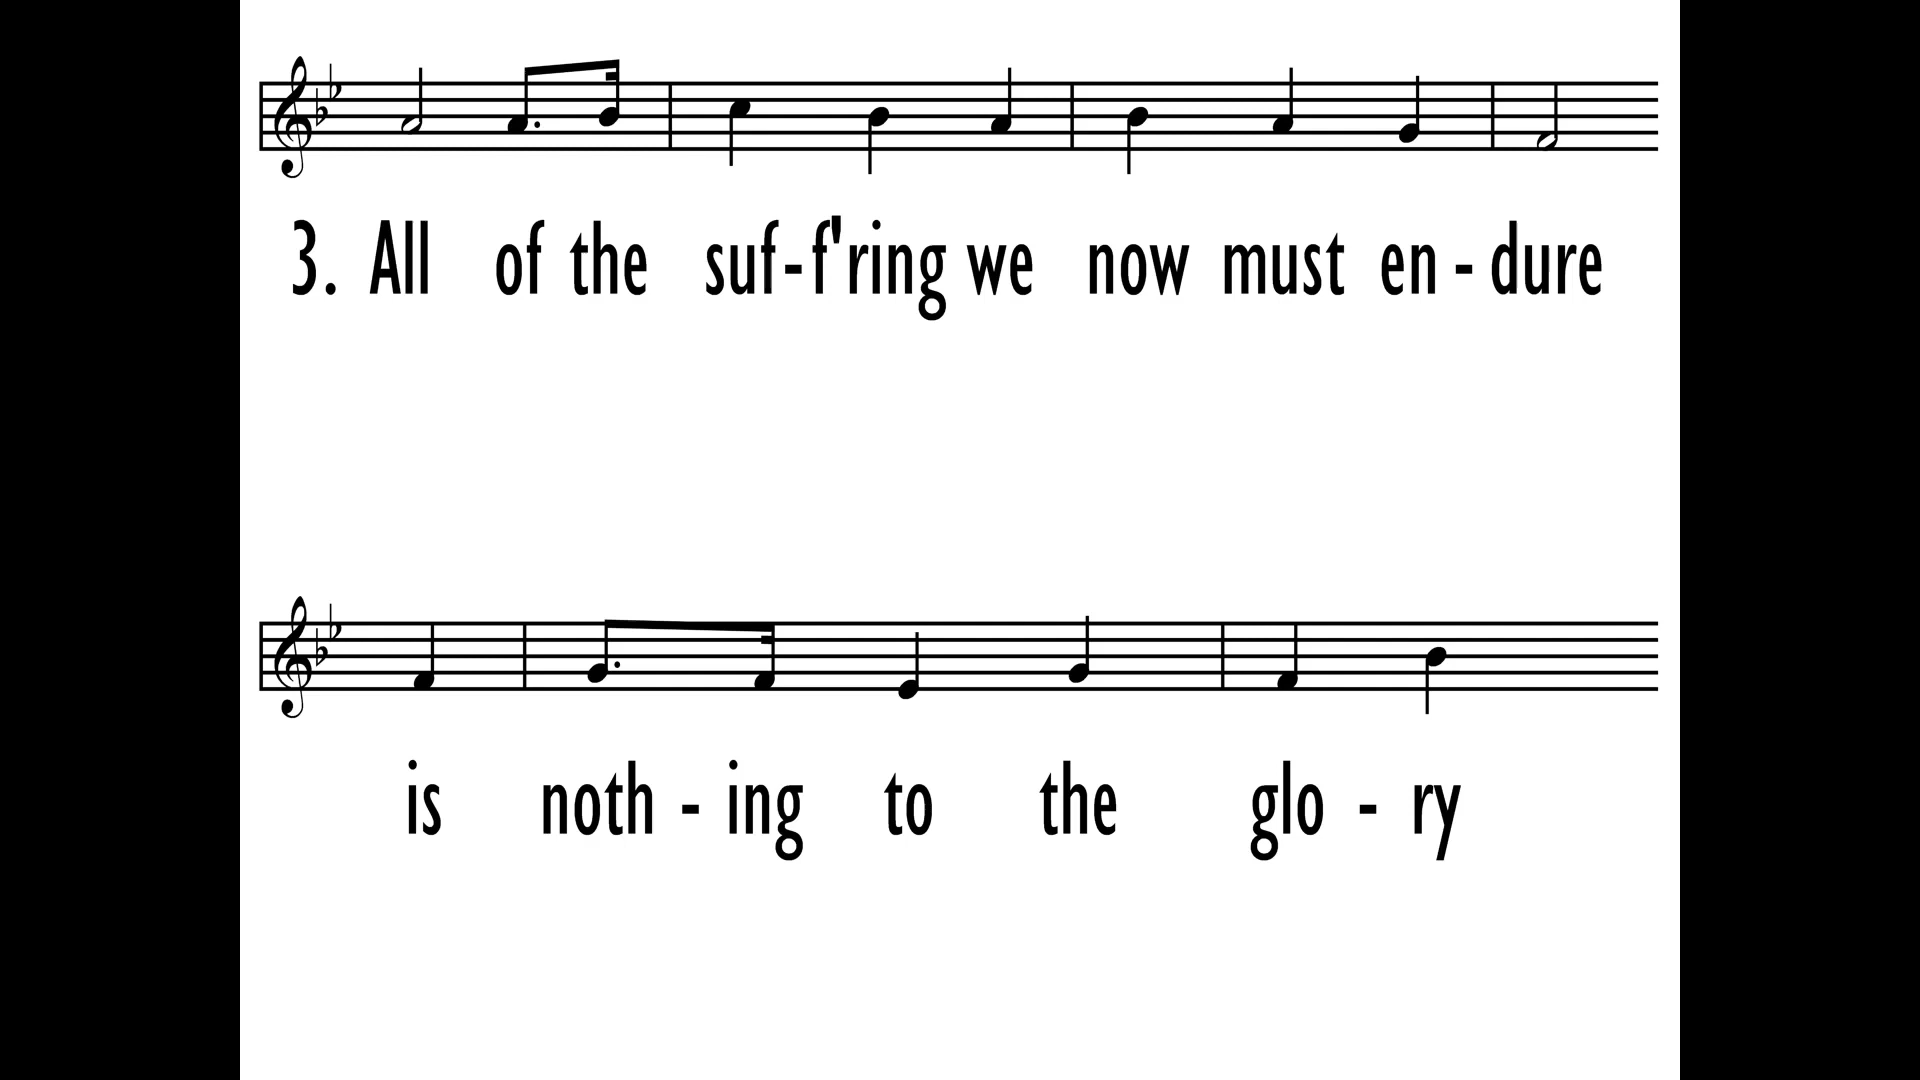 3. All of the suf-f'ring we now must en-dure
is noth-ing to the glo-ry